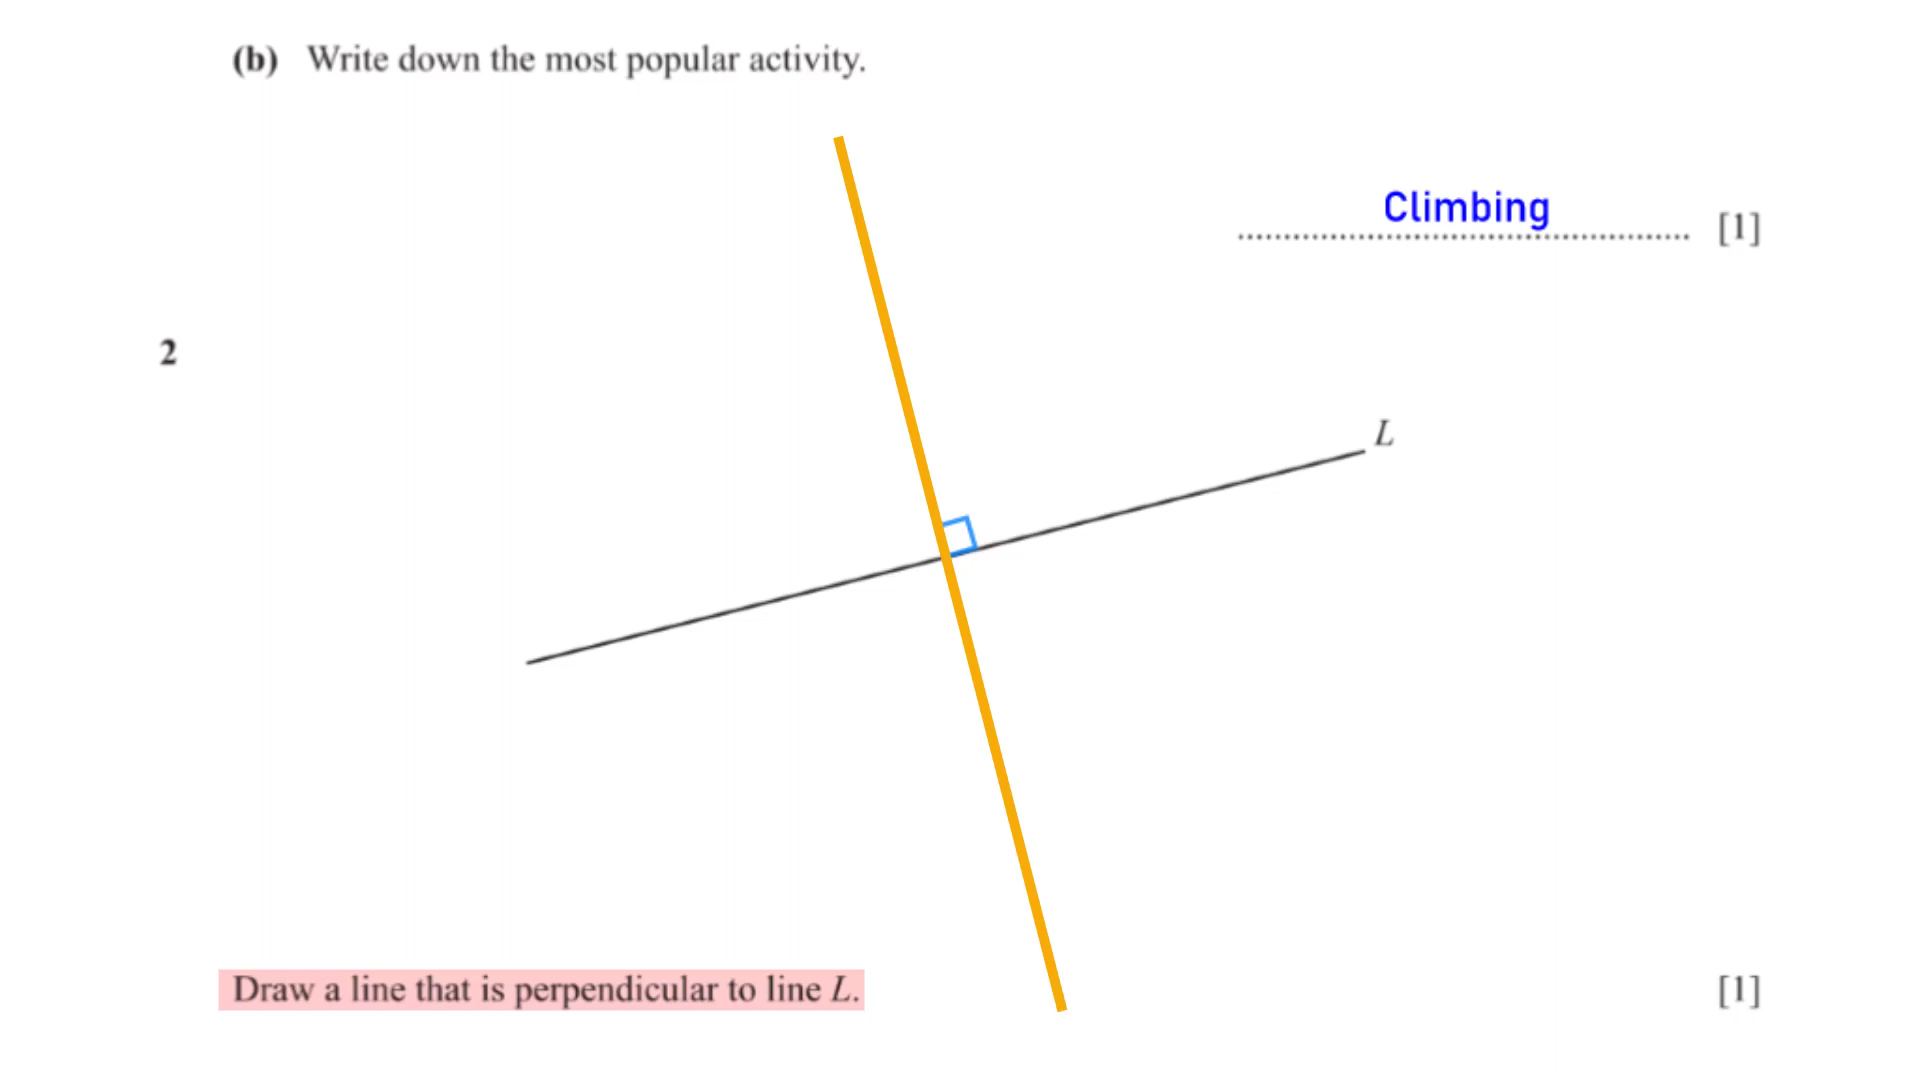 (b) Write down the most popular activity.
Climbing
................................................ [1]
2
L
Draw a line that is perpendicular to line L. [1]